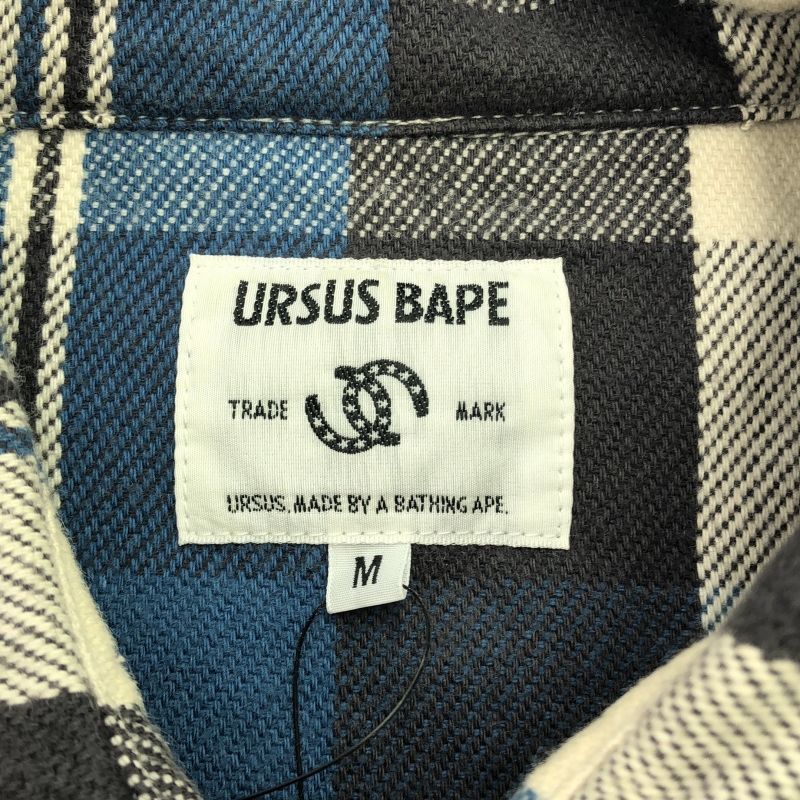 URSUS BAPE
TRADE MARK
URSUS, MADE BY A BATHING APE.
M